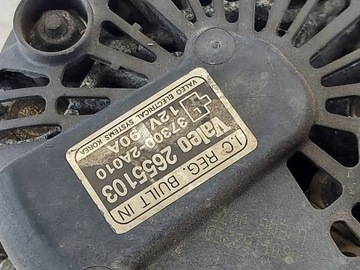 I.C REG. BUILT IN
Valeo 2655103
37300-2A010
12V 90A
VALEO ELECTRICAL SYSTEMS KOREA